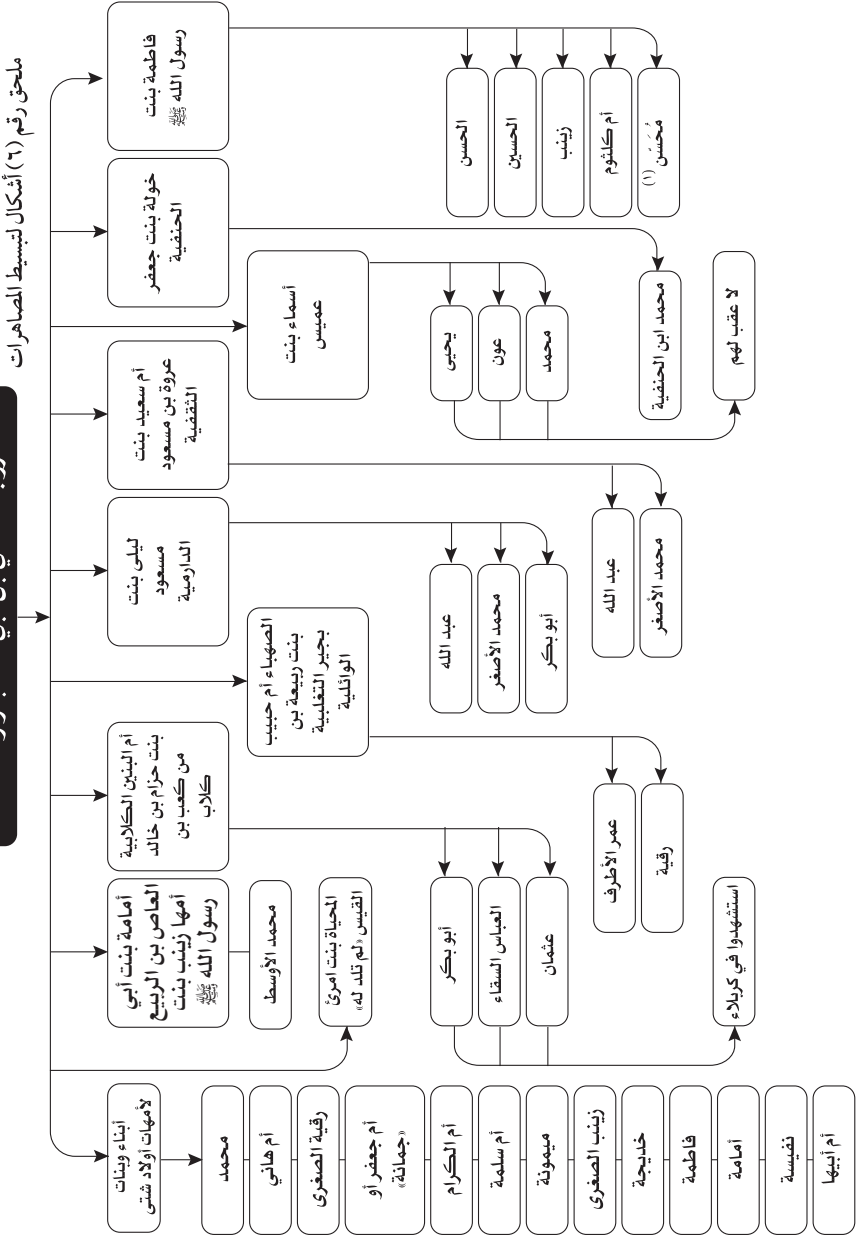 ملحق رقم (٦) أشكال لتبسيط المصاهرات
فاطمة بنت
رسول الله ﷺ
الحسن
الحسين
زينب
أم كلثوم
مُحَسَّن (١)
خولة بنت جعفر
الحنفية
محمد ابن الحنفية
أسماء بنت
عميس
يحيى
عون
محمد
لا عقب لهم
أم سعيد بنت
عروة بن مسعود
الثقفية
عبد الله
محمد الأصغر
ليلى بنت
مسعود
الدارمية
عبد الله
محمد الأصغر
أبو بكر
الصهباء أم حبيب
بنت ربيعة بن
بجير التغلبية
الوائلية
عمر الأطرف
رقية
أم البنين الكلابية
بنت حزام بن خالد
من كعب بن
كلاب
أبو بكر
العباس السقاء
عثمان
استشهدوا في كربلاء
أمامة بنت أبي
العاص بن الربيع
أمها زينب بنت
رسول الله ﷺ
محمد الأوسط
المحياة بنت امرئ
القيس «لم تلد له»
أبناء وبنات
لأمهات أولاد شتى
محمد
أم هاني
رقية الصغرى
أم جعفر أو
«جمانة»
أم الكرام
أم سلمة
ميمونة
زينب الصغرى
خديجة
فاطمة
أمامة
نفيسة
أم أبيها